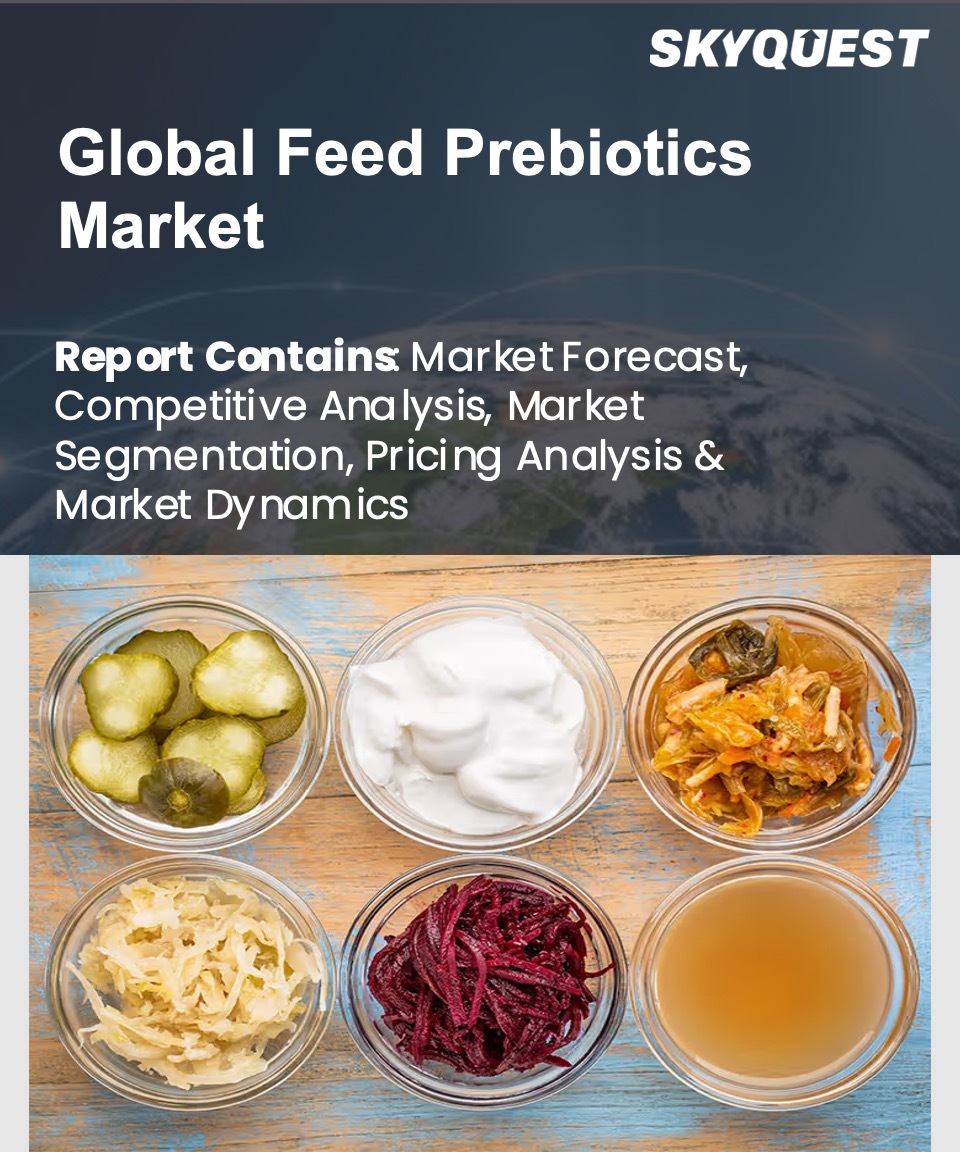 SKYQUEST
Global Feed Prebiotics
Market
Report Contains: Market Forecast,
Competitive Analysis, Market
Segmentation, Pricing Analysis &
Market Dynamics